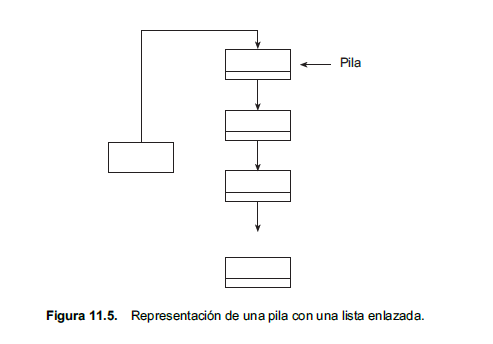 Pila
Figura 11.5. Representación de una pila con una lista enlazada.